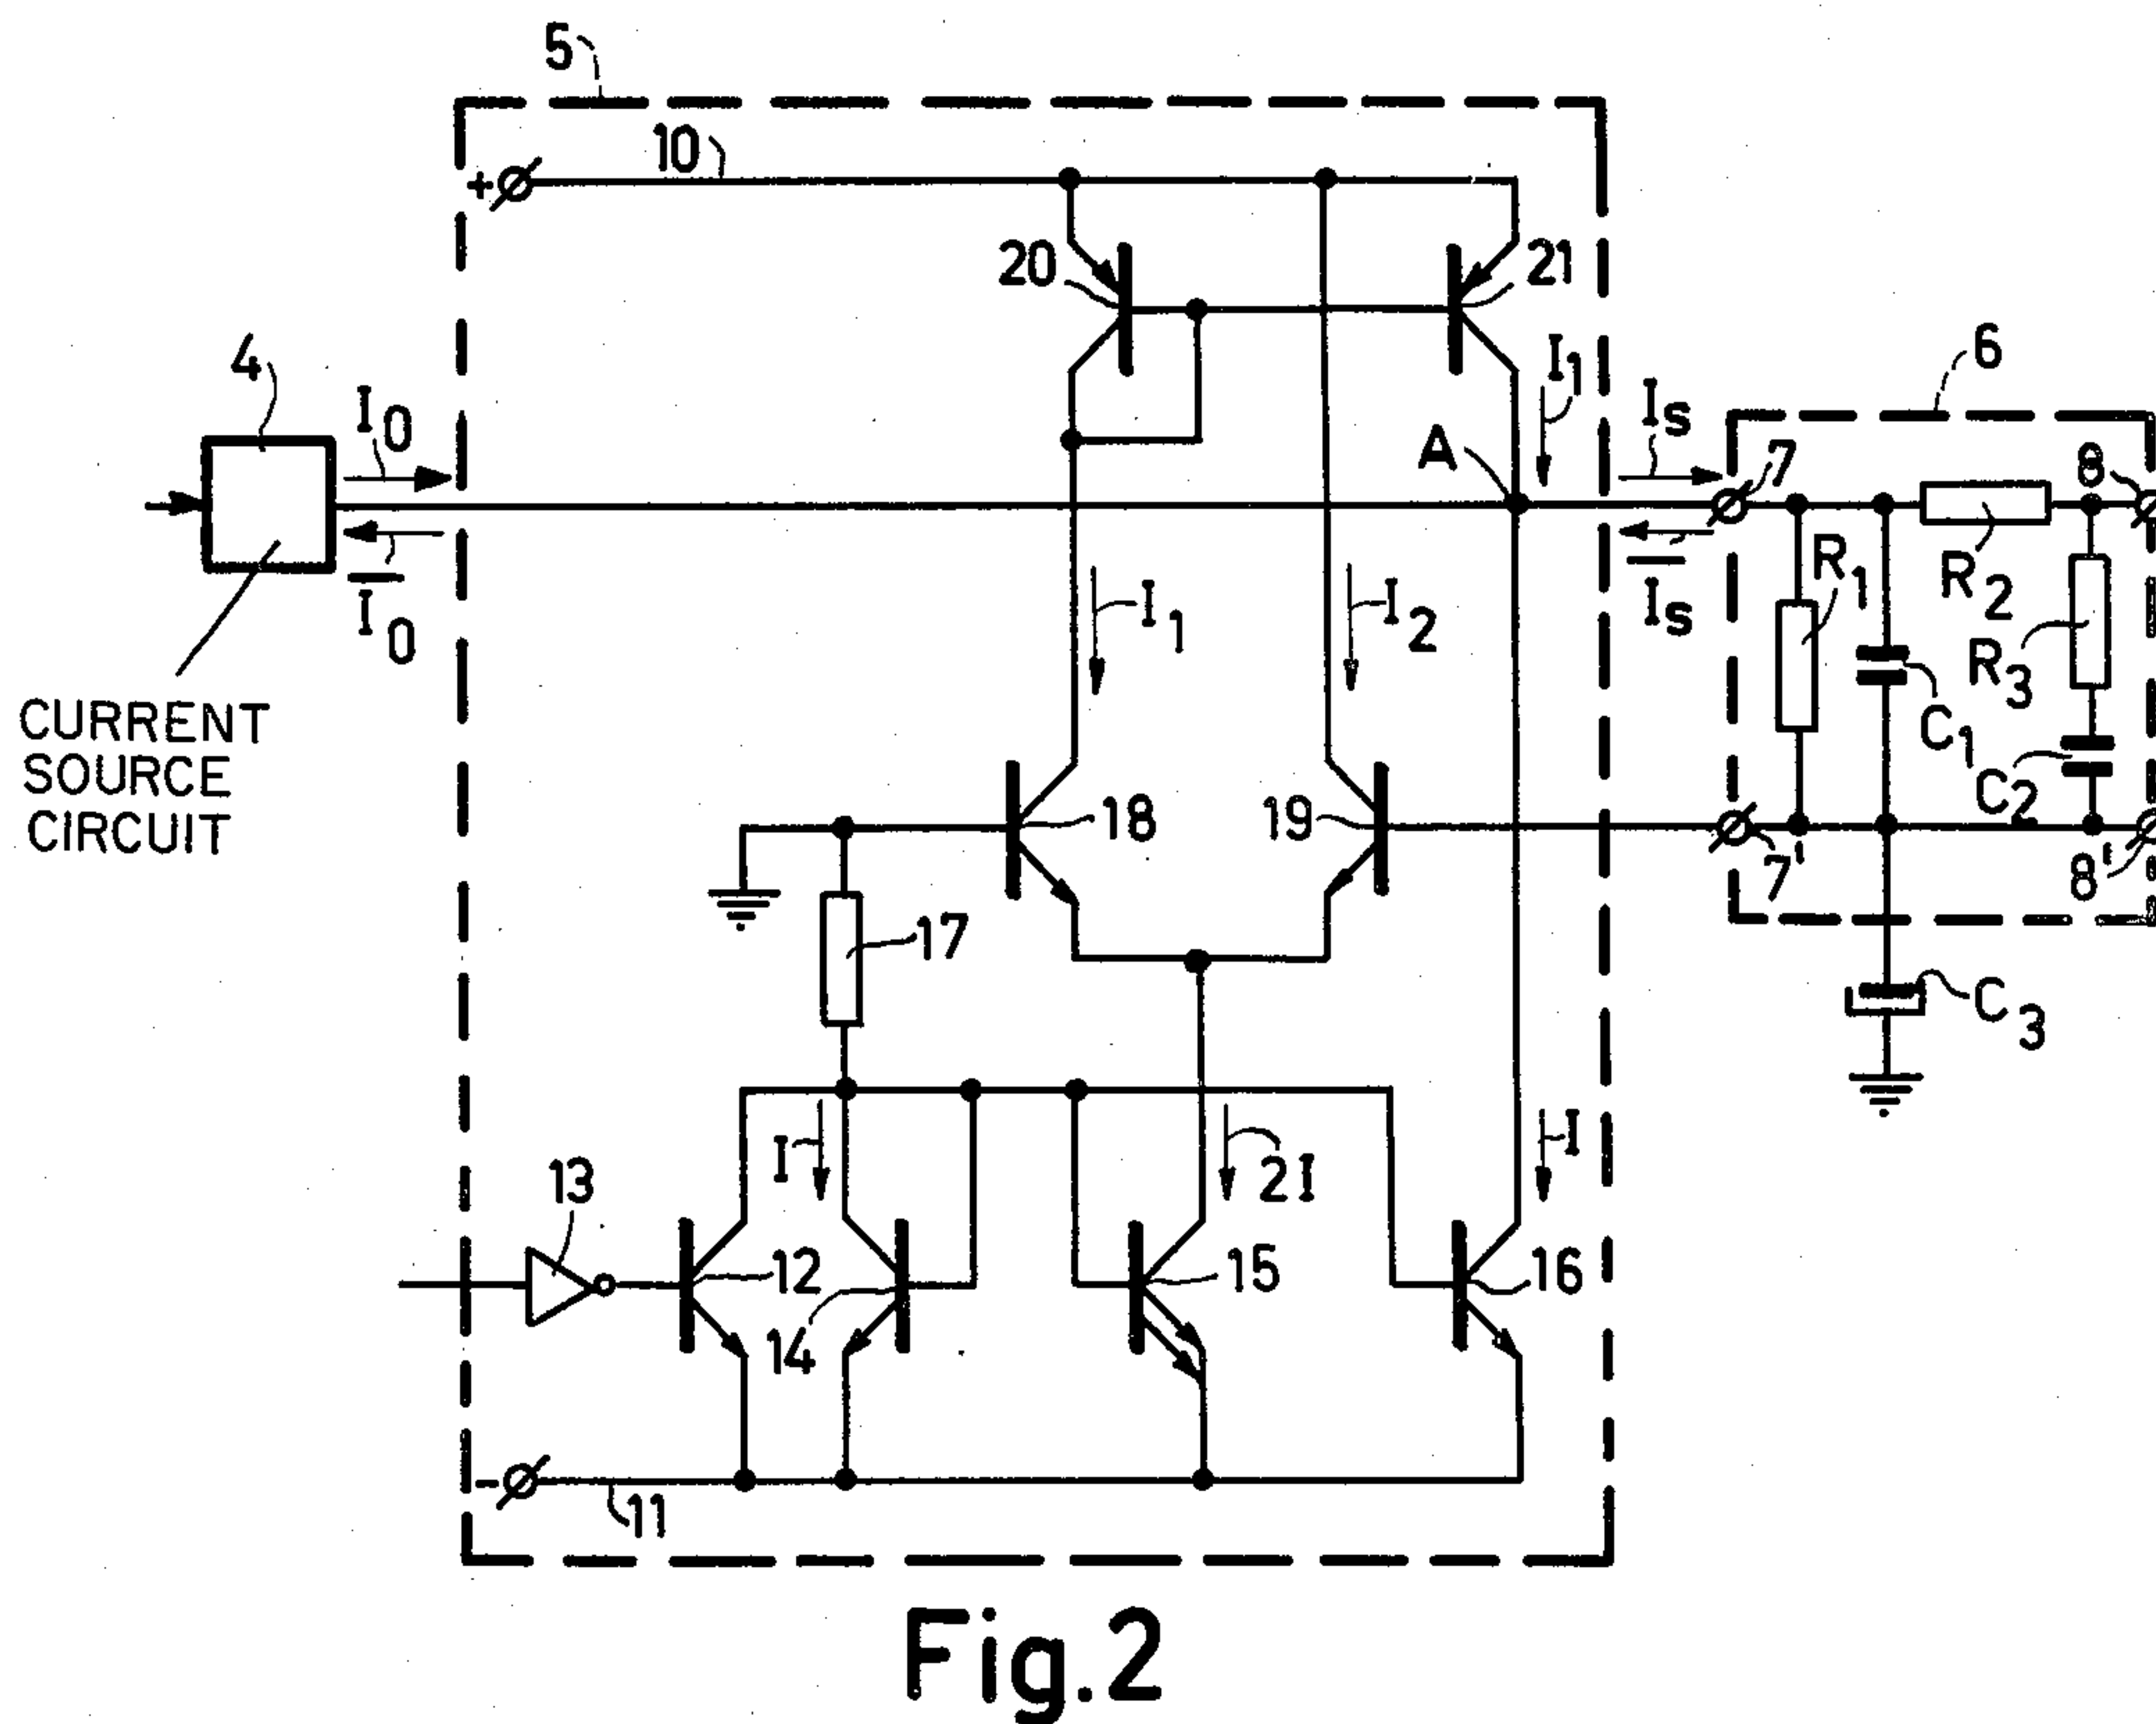 5
10
+
20
21
4
I0
I1
Is
6
A
7
8
I0
I1
I2
Is
R1
R2
R3
C1
C2
CURRENT
SOURCE
CIRCUIT
18
19
7'
8'
17
C3
I
2I
I
13
12
14
15
16
-
11
Fig.2